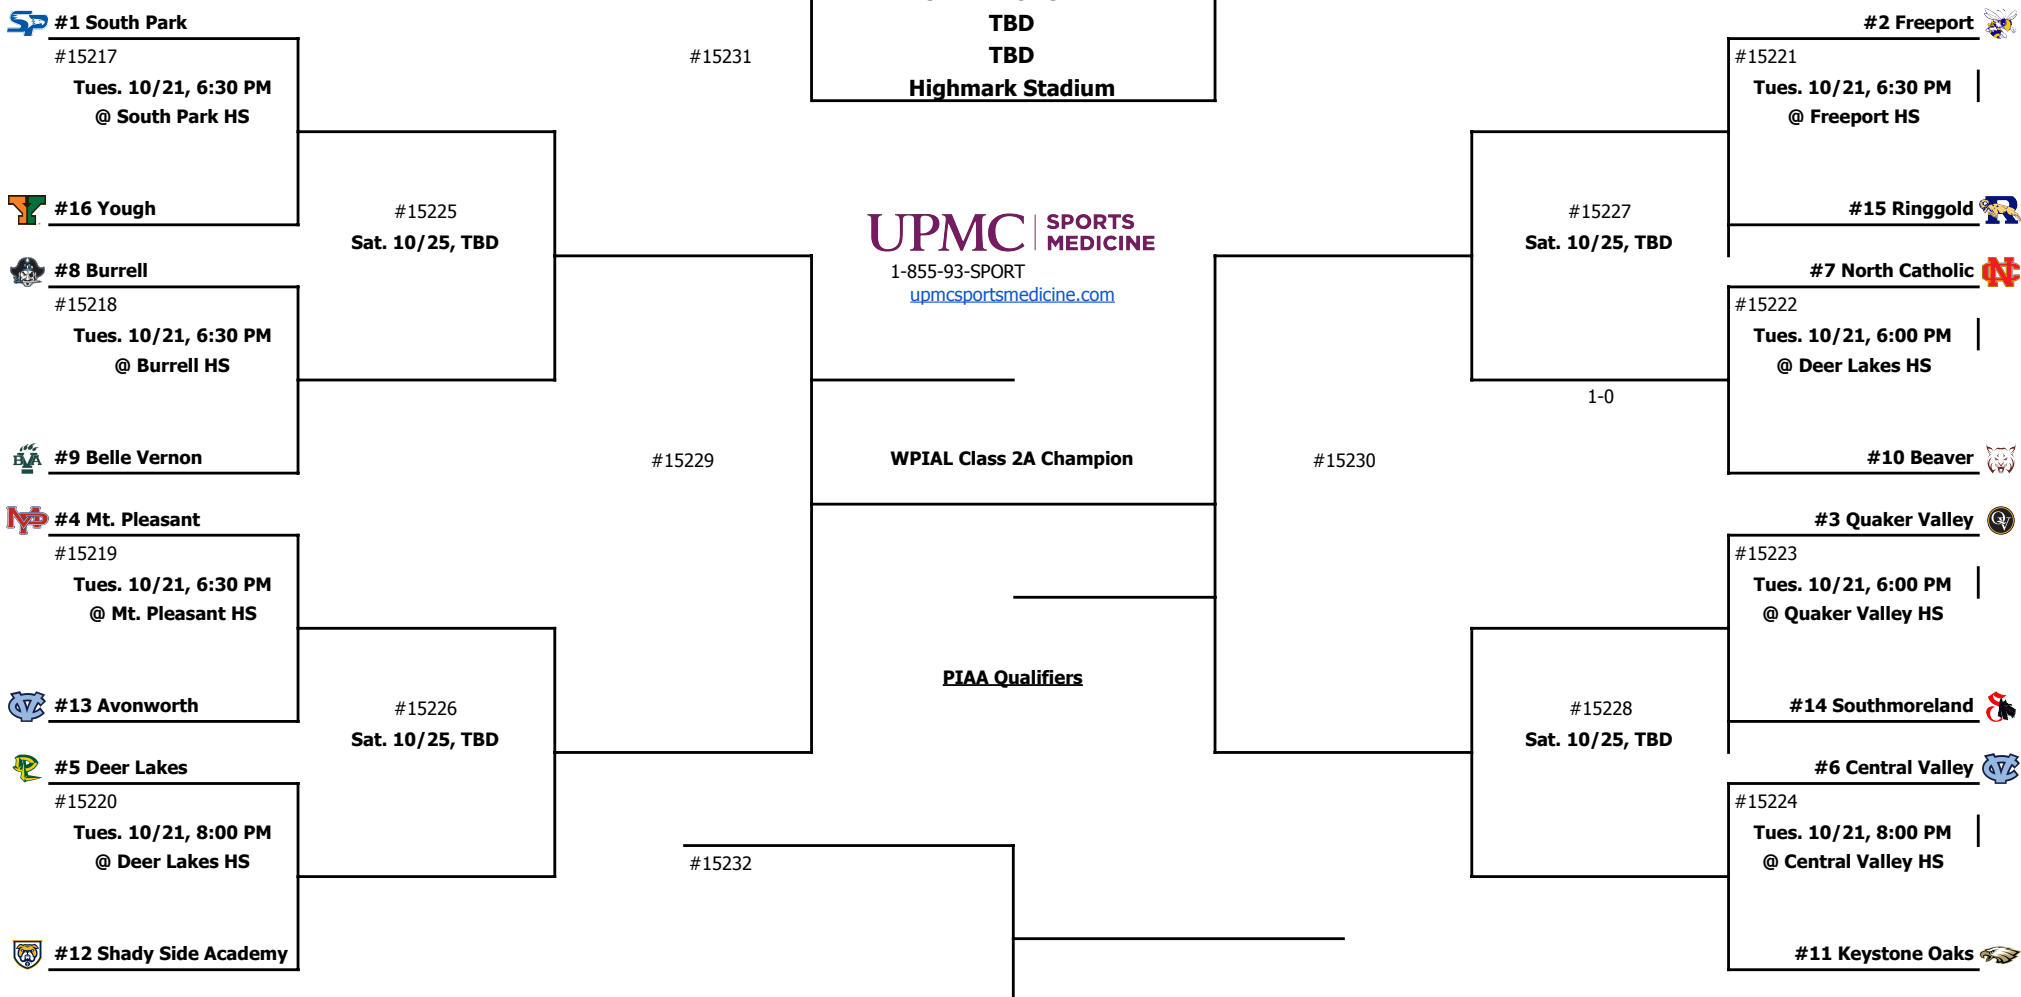 #1 South Park
#15217
Tues. 10/21, 6:30 PM
@ South Park HS
#16 Yough
#8 Burrell
#15218
Tues. 10/21, 6:30 PM
@ Burrell HS
#9 Belle Vernon
#4 Mt. Pleasant
#15219
Tues. 10/21, 6:30 PM
@ Mt. Pleasant HS
#13 Avonworth
#5 Deer Lakes
#15220
Tues. 10/21, 8:00 PM
@ Deer Lakes HS
#12 Shady Side Academy
#15225
Sat. 10/25, TBD
#15226
Sat. 10/25, TBD
#15229
#15231
TBD
TBD
Highmark Stadium
UPMC SPORTS MEDICINE
1-855-93-SPORT
upmcsportsmedicine.com
WPIAL Class 2A Champion
PIAA Qualifiers
#15232
#15230
#15227
Sat. 10/25, TBD
1-0
#15228
Sat. 10/25, TBD
#2 Freeport
#15221
Tues. 10/21, 6:30 PM
@ Freeport HS
#15 Ringgold
#7 North Catholic
#15222
Tues. 10/21, 6:00 PM
@ Deer Lakes HS
#10 Beaver
#3 Quaker Valley
#15223
Tues. 10/21, 6:00 PM
@ Quaker Valley HS
#14 Southmoreland
#6 Central Valley
#15224
Tues. 10/21, 8:00 PM
@ Central Valley HS
#11 Keystone Oaks